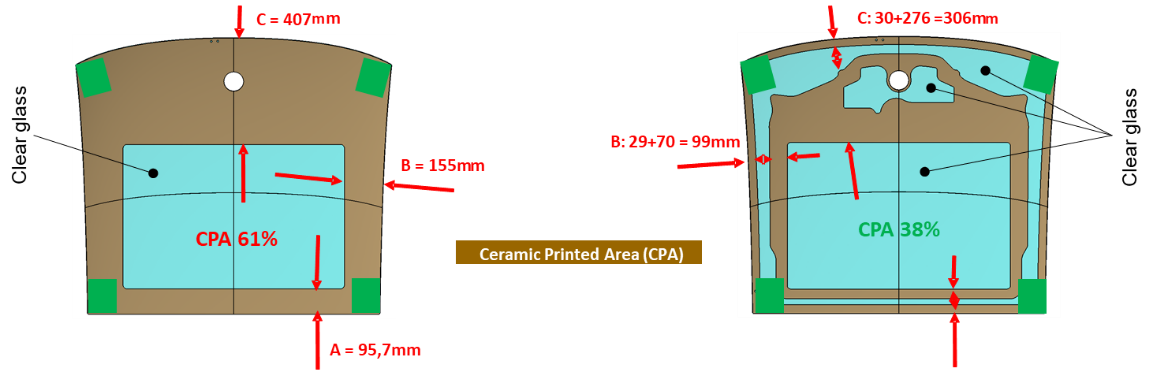 C = 407mm
C: 30+276 =306mm
Clear glass
Clear glass
B: 29+70 = 99mm
B = 155mm
CPA 61%
CPA 38%
Ceramic Printed Area (CPA)
A = 95,7mm